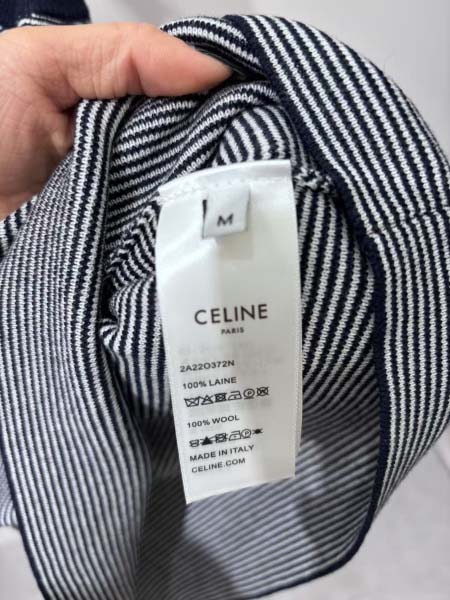 M
CELINE
PARIS
2A22O372N
100% LAINE
100% WOOL
MADE IN ITALY
CELINE.COM